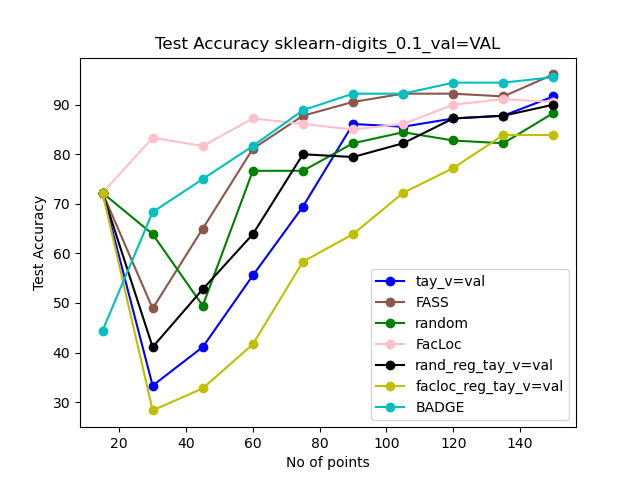 Test Accuracy sklearn-digits_0.1_val=VAL
Test Accuracy
90
80
70
60
50
40
30
tay_v=val
FASS
random
FacLoc
rand_reg_tay_v=val
facloc_reg_tay_v=val
BADGE
20 40 60 80 100 120 140
No of points